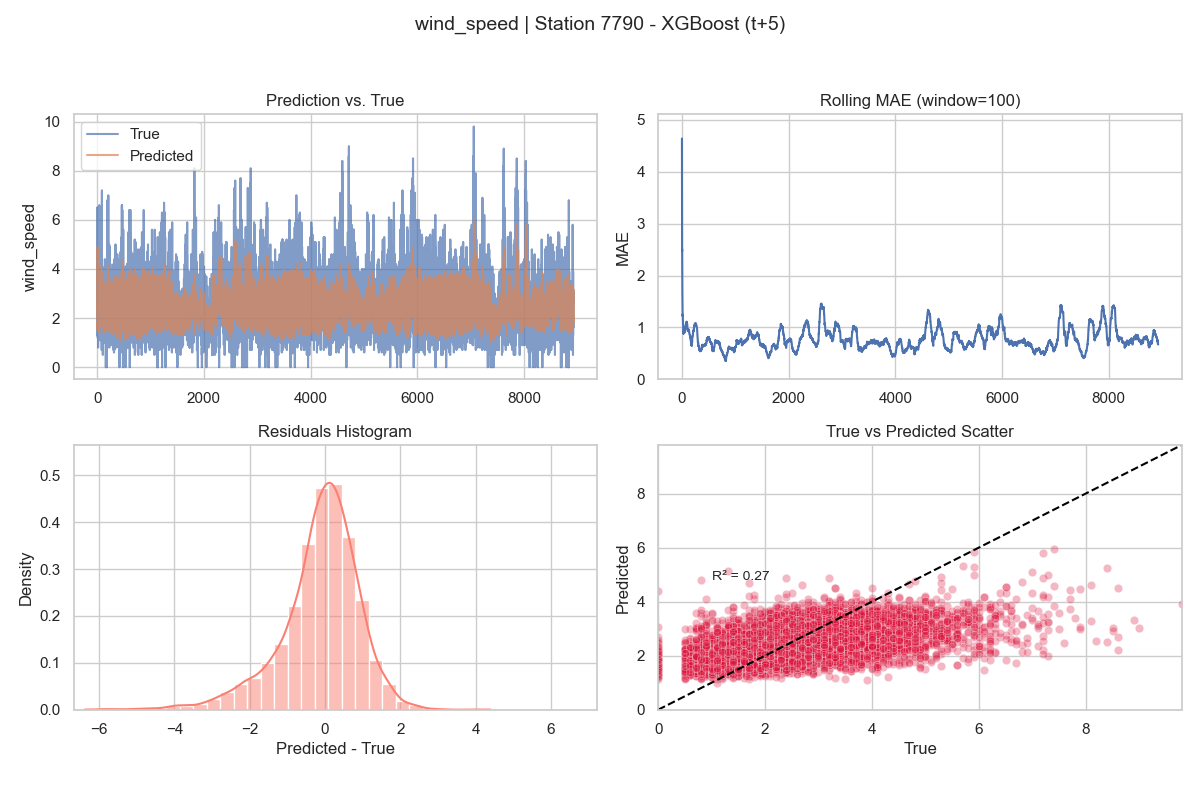 wind_speed | Station 7790 - XGBoost (t+5)
Prediction vs. True
True
Predicted
wind_speed
10
8
6
4
2
0
0 2000 4000 6000 8000
Rolling MAE (window=100)
MAE
5
4
3
2
1
0
0 2000 4000 6000 8000
Residuals Histogram
Density
0.5
0.4
0.3
0.2
0.1
0.0
−6 −4 −2 0 2 4 6
Predicted - True
True vs Predicted Scatter
Predicted
8
6
4
2
0
R² = 0.27
0 2 4 6 8
True